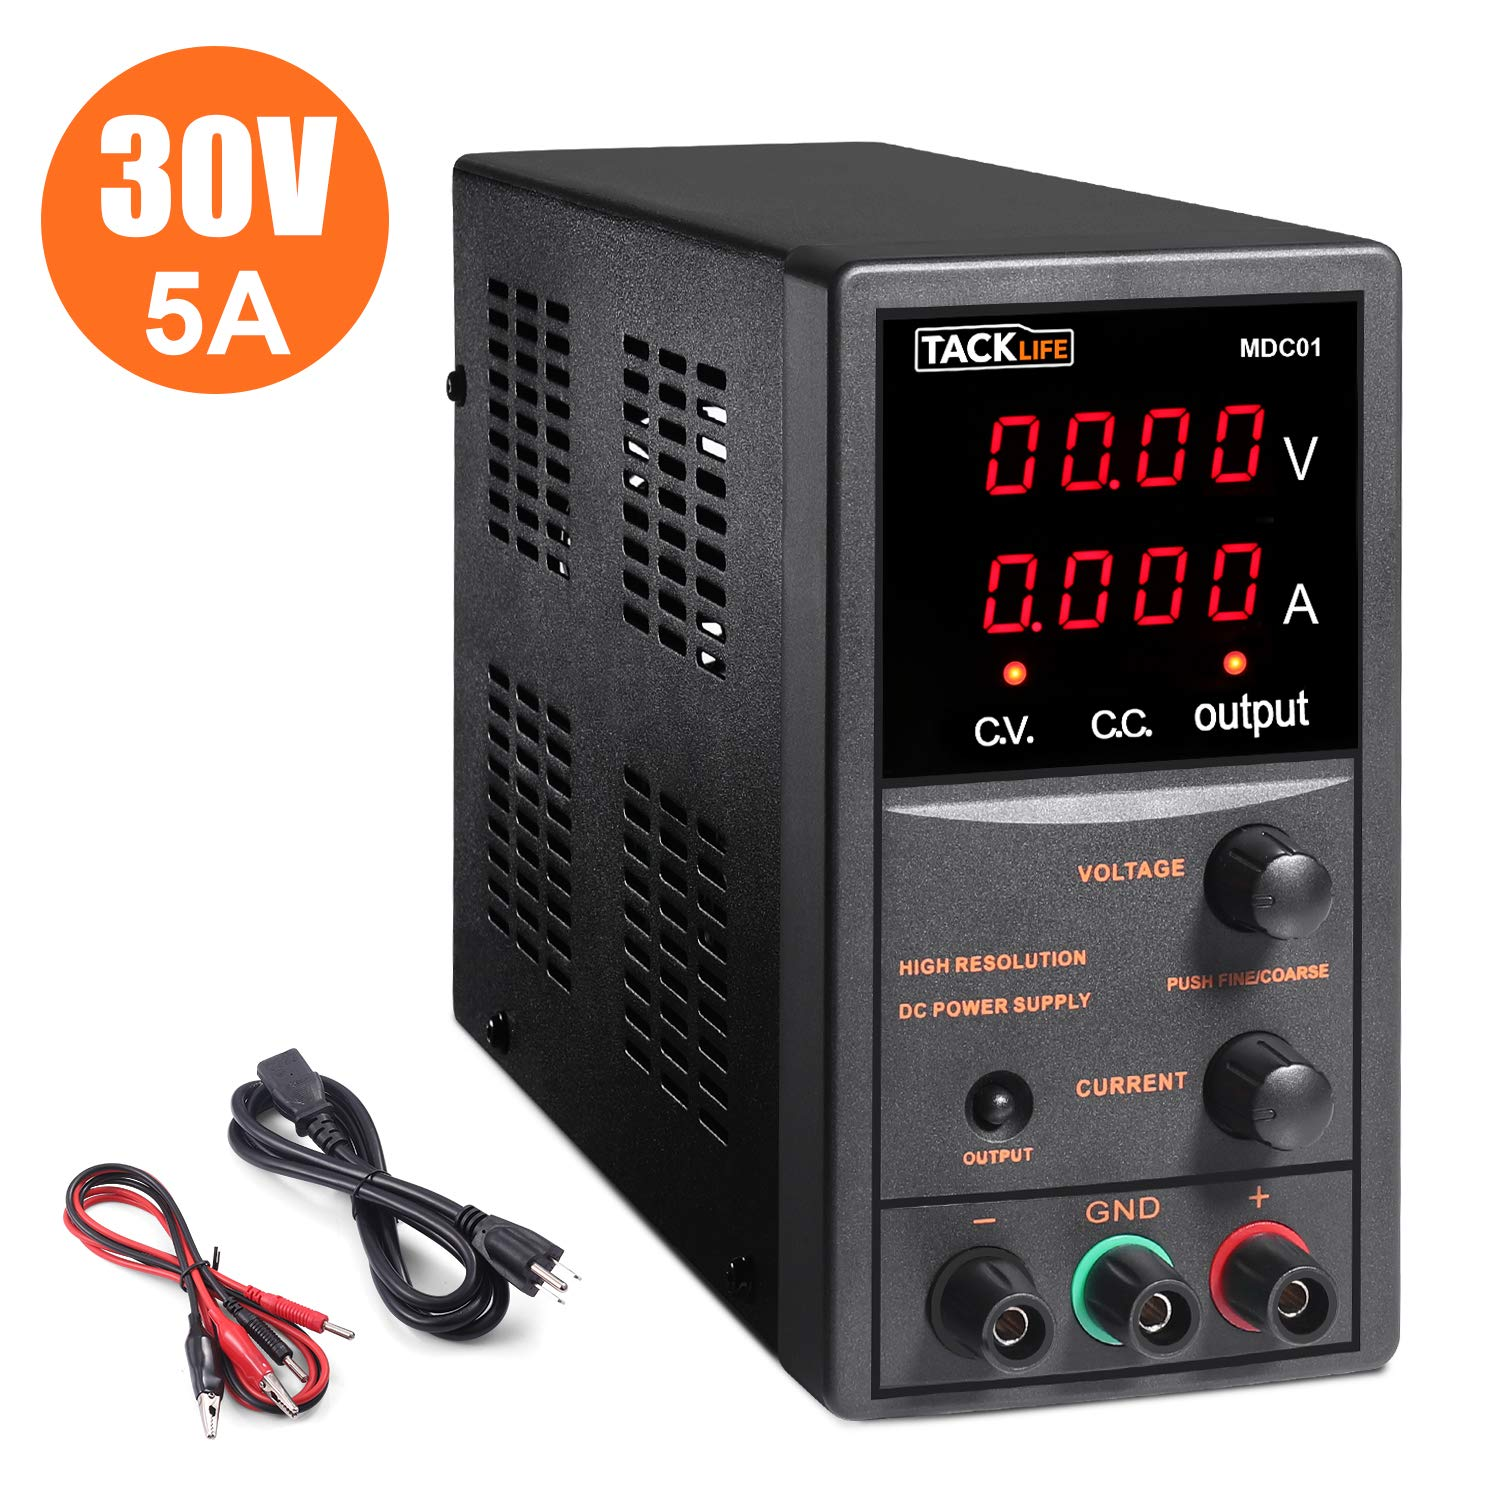 30V
5A
TACKLIFE
MDC01
00.00 V
0.000 A
C.V. C.C. output
VOLTAGE
HIGH RESOLUTION
DC POWER SUPPLY
PUSH FINE/COARSE
CURRENT
OUTPUT
− GND +